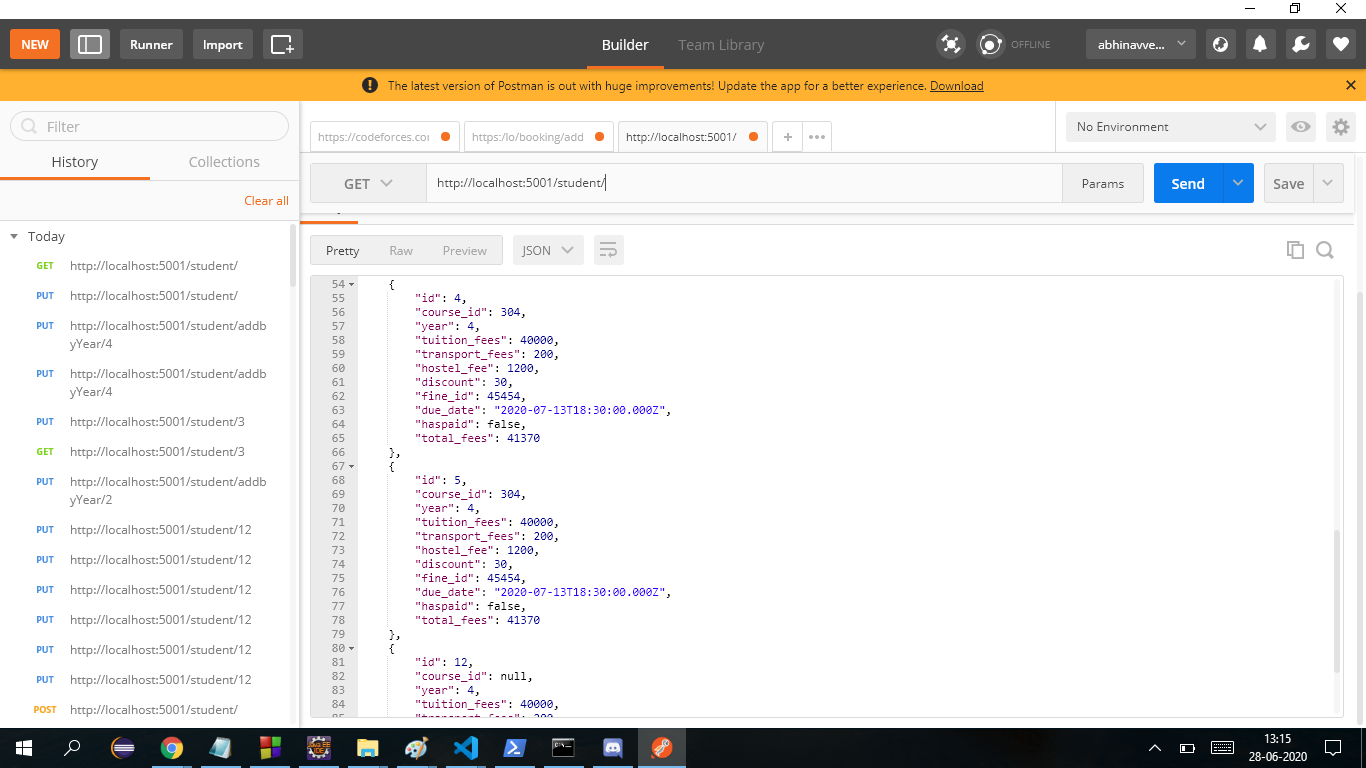 NEW
Runner
Import
Builder
Team Library
OFFLINE
abhinavve...
The latest version of Postman is out with huge improvements! Update the app for a better experience. Download
Filter
History
Collections
Clear all
Today
GET http://localhost:5001/student/
PUT http://localhost:5001/student/
PUT http://localhost:5001/student/addb
yYear/4
PUT http://localhost:5001/student/addb
yYear/4
PUT http://localhost:5001/student/3
GET http://localhost:5001/student/3
PUT http://localhost:5001/student/addb
yYear/2
PUT http://localhost:5001/student/12
PUT http://localhost:5001/student/12
PUT http://localhost:5001/student/12
PUT http://localhost:5001/student/12
PUT http://localhost:5001/student/12
PUT http://localhost:5001/student/12
POST http://localhost:5001/student/
https://codeforces.co
https:/lo/booking/add
http://localhost:5001/
No Environment
GET
http://localhost:5001/student/
Params
Send
Save
Pretty
Raw
Preview
JSON
54 {
55 "id": 4,
56 "course_id": 304,
57 "year": 4,
58 "tuition_fees": 40000,
59 "transport_fees": 200,
60 "hostel_fee": 1200,
61 "discount": 30,
62 "fine_id": 45454,
63 "due_date": "2020-07-13T18:30:00.000Z",
64 "haspaid": false,
65 "total_fees": 41370
66 },
67 {
68 "id": 5,
69 "course_id": 304,
70 "year": 4,
71 "tuition_fees": 40000,
72 "transport_fees": 200,
73 "hostel_fee": 1200,
74 "discount": 30,
75 "fine_id": 45454,
76 "due_date": "2020-07-13T18:30:00.000Z",
77 "haspaid": false,
78 "total_fees": 41370
79 },
80 {
81 "id": 12,
82 "course_id": null,
83 "year": 4,
84 "tuition_fees": 40000,
13:15
28-06-2020